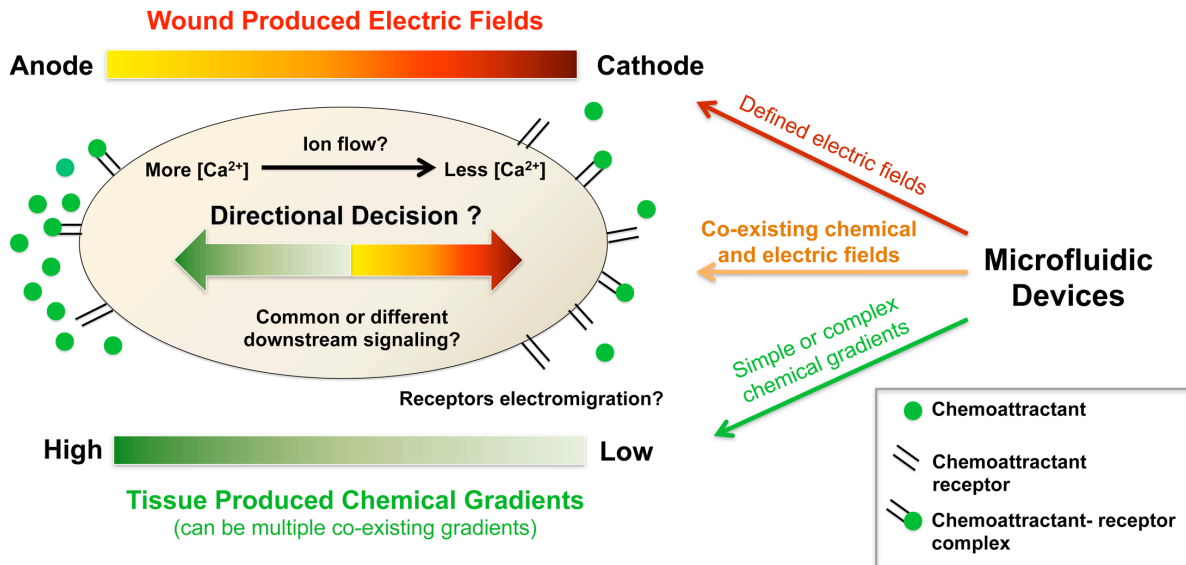 Wound Produced Electric Fields
Anode
Cathode
Ion flow?
More [Ca²⁺]
Less [Ca²⁺]
Directional Decision ?
Common or different
downstream signaling?
Receptors electromigration?
High
Low
Tissue Produced Chemical Gradients
(can be multiple co-existing gradients)
Defined electric fields
Co-existing chemical
and electric fields
Simple or complex
chemical gradients
Microfluidic
Devices
Chemoattractant
Chemoattractant
receptor
Chemoattractant- receptor
complex